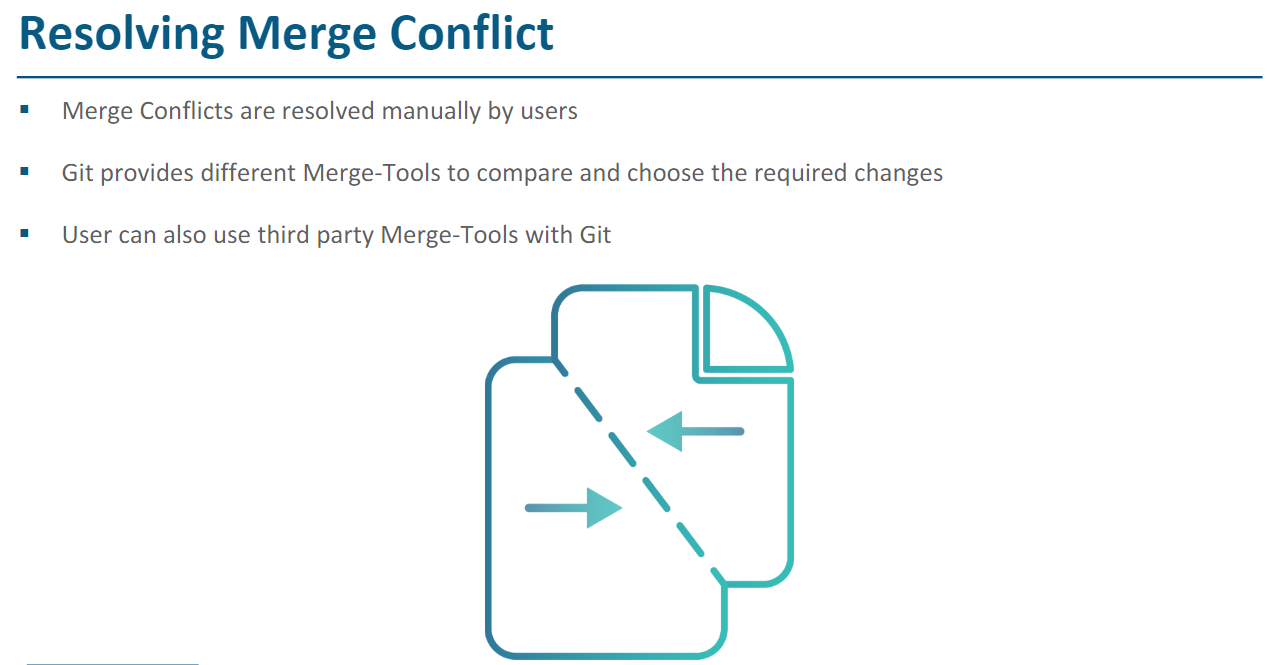 Resolving Merge Conflict
▪ Merge Conflicts are resolved manually by users
▪ Git provides different Merge-Tools to compare and choose the required changes
▪ User can also use third party Merge-Tools with Git